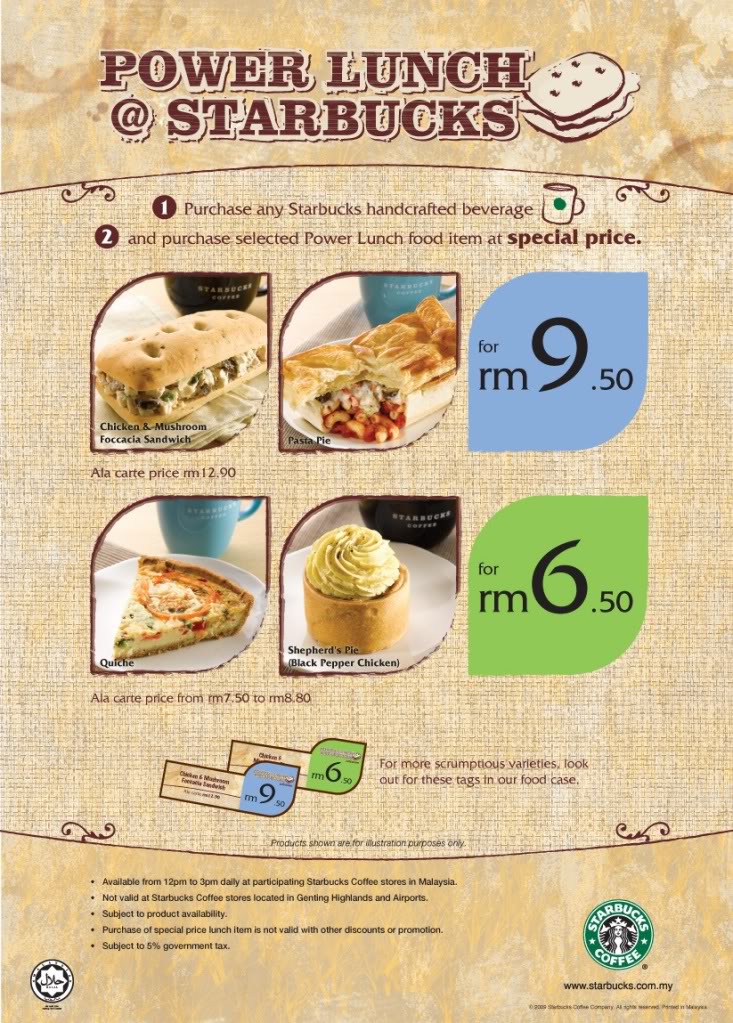 POWER LUNCH
@ STARBUCKS
1 Purchase any Starbucks handcrafted beverage
2 and purchase selected Power Lunch food item at special price.
STARBUCKS
COFFEE
STARBUCKS
COFFEE
Chicken & Mushroom
Foccacia Sandwich
Pasta Pie
for
rm9.50
Ala carte price rm12.90
STARBUCKS
COFFEE
STARBUCKS
COFFEE
Quiche
Shepherd's Pie
(Black Pepper Chicken)
for
rm6.50
Ala carte price from rm7.50 to rm8.80
Chicken &
rm6.50
Chicken & Mushroom
Foccacia Sandwich
rm9.50
For more scrumptious varieties, look
out for these tags in our food case.
Products shown are for illustration purposes only.
• Available from 12pm to 3pm daily at participating Starbucks Coffee stores in Malaysia.
• Not valid at Starbucks Coffee stores located in Genting Highlands and Airports.
• Subject to product availability.
• Purchase of special price lunch item is not valid with other discounts or promotion.
• Subject to 5% government tax.
STARBUCKS
COFFEE
®
www.starbucks.com.my
حلال
© 2009 Starbucks Coffee Company. All rights reserved. Printed in Malaysia.